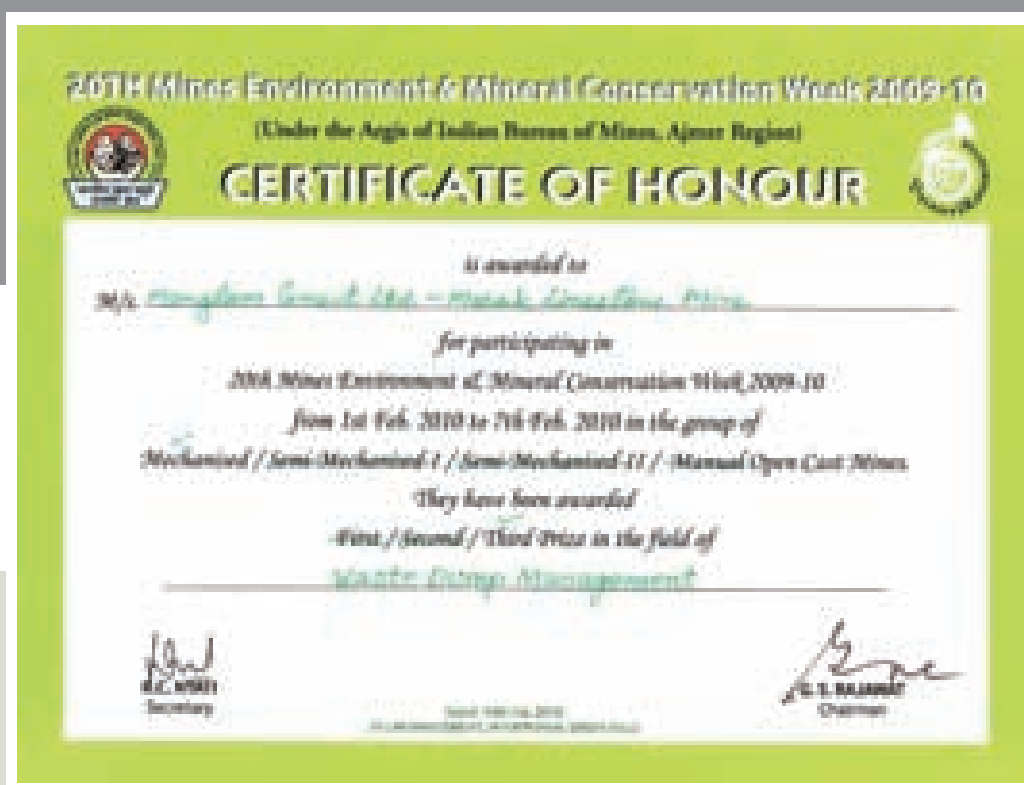 20TH Mines Environment & Mineral Conservation Week 2009-10
(Under the Aegis of Indian Bureau of Mines, Ajmer Region)
CERTIFICATE OF HONOUR
is awarded to
M/s Mangalam Cement Ltd - Morak Limestone Mine
for participating in
20th Mines Environment & Mineral Conservation Week 2009-10
from 1st Feb. 2010 to 7th Feb. 2010 in the group of
Mechanised / Semi-Mechanised-I / Semi-Mechanised-II / Manual Open Cast Mines
They have been awarded
First / Second / Third Prize in the field of
Waste Dump Management
Secretary
G. S. RAJAWAT
Chairman